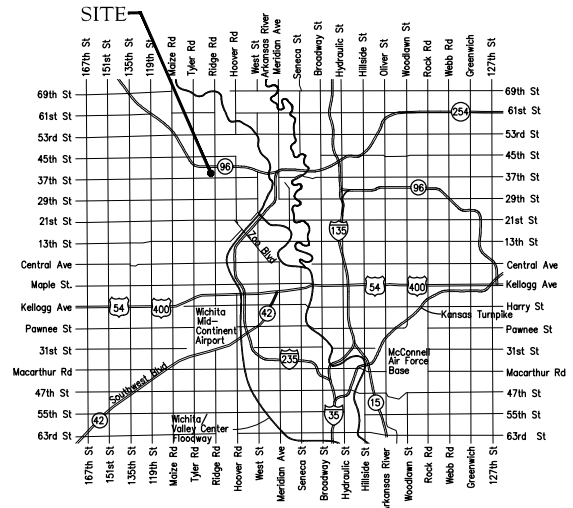 SITE
167th St
151st St
135th St
119th St
Maize Rd
Tyler Rd
Ridge Rd
Hoover Rd
West St
Arkansas River
Meridian Ave
Seneca St
Broadway St
Hydraulic St
Hillside St
Oliver St
Woodlawn St
Rock Rd
Webb Rd
Greenwich
127th St
69th St
61st St
53rd St
45th St
37th St
29th St
21st St
13th St
Central Ave
Maple St.
Kellogg Ave
Pawnee St
31st St
Macarthur Rd
47th St
55th St
63rd St
254
96
96
135
Zoo Blvd
54
400
54
400
42
Wichita
Mid-
Continent
Airport
235
Kansas Turnpike
McConnell
Air Force
Base
Southwest Blvd
42
35
15
Wichita/
Valley Center
Floodway
69th St
61st St
53rd St
45th St
37th St
29th St
21st St
13th St
Central Ave
Kellogg Ave
Harry St
Pawnee St
31st St
Macarthur Rd
47th St
55th St
63rd St
167th St
151st St
135th St
119th St
Maize Rd
Tyler Rd
Ridge Rd
Hoover Rd
West St
Meridian Ave
Seneca St
Broadway St
Hydraulic St
Hillside St
Arkansas River
Woodlawn St
Rock Rd
Webb Rd
Greenwich
127th St